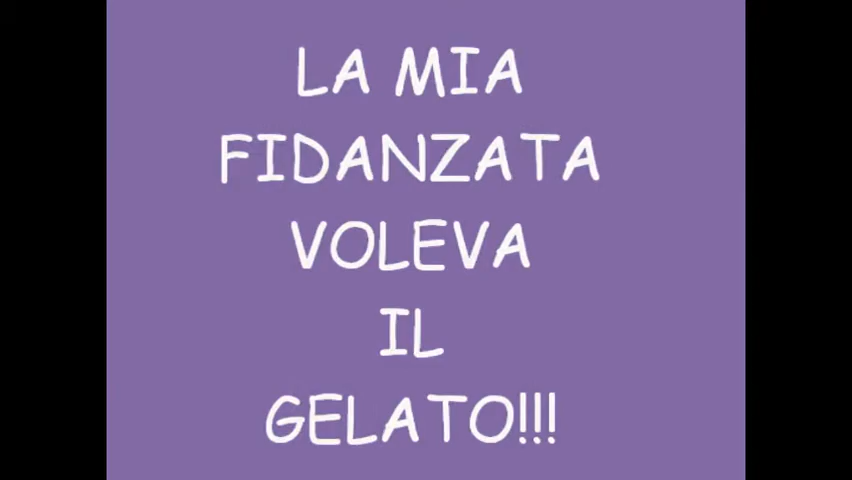 LA MIA
FIDANZATA
VOLEVA
IL
GELATO!!!